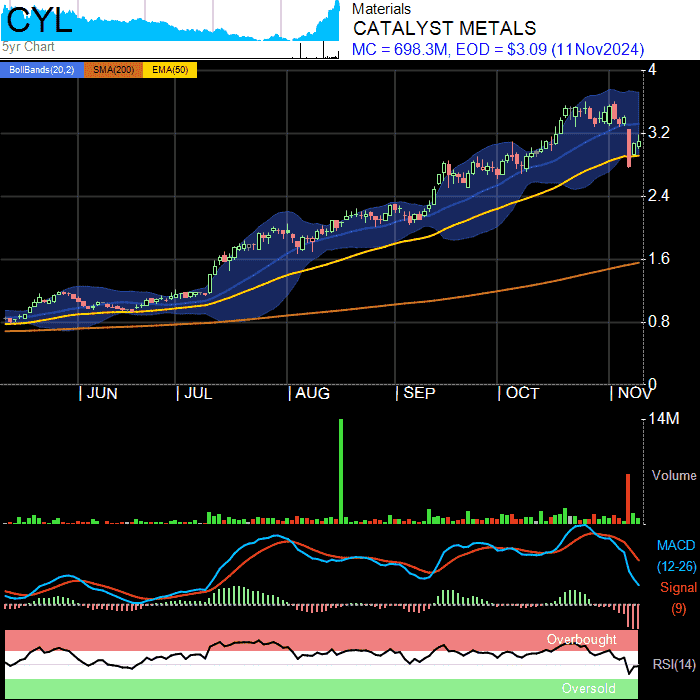 CYL
5yr Chart
Materials
CATALYST METALS
MC = 698.3M, EOD = $3.09 (11Nov2024)
BollBands(20,2) SMA(200) EMA(50)
4
3.2
2.4
1.6
0.8
0
| JUN | JUL | AUG | SEP | OCT | NOV
14M
Volume
MACD
(12-26)
Signal
(9)
Overbought
RSI(14)
Oversold